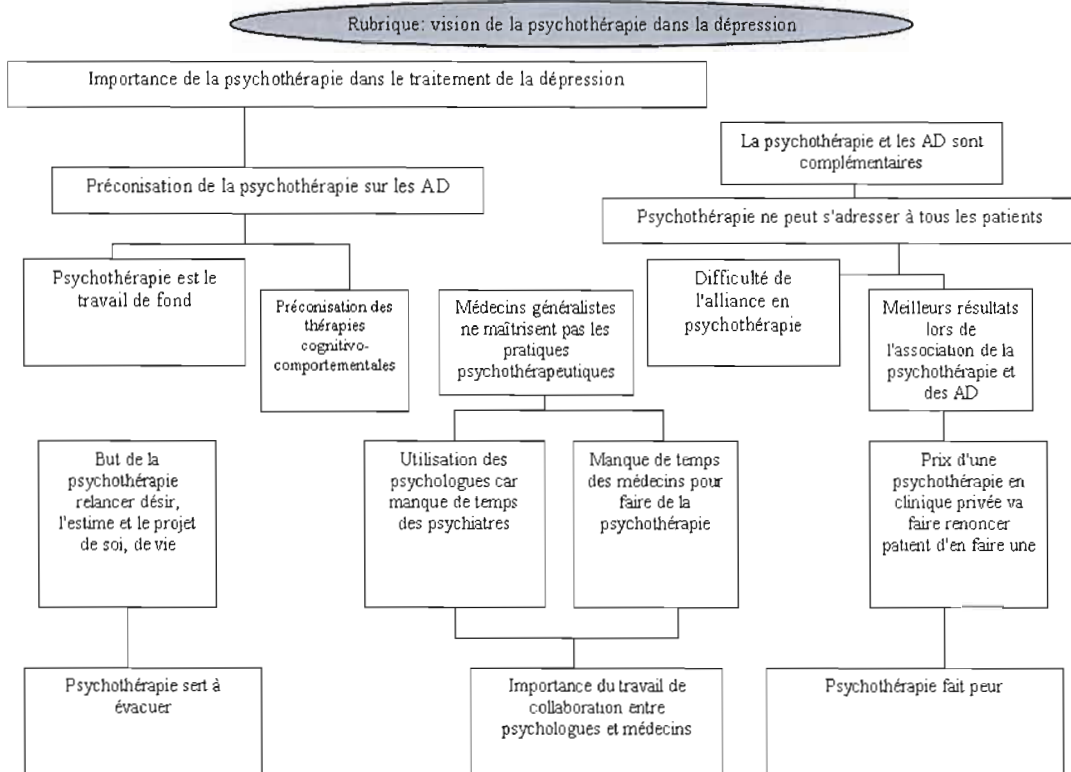 Rubrique: vision de la psychothérapie dans la dépression
Importance de la psychothérapie dans le traitement de la dépression
La psychothérapie et les AD sont
complémentaires
Préconisation de la psychothérapie sur les AD
Psychothérapie ne peut s'adresser à tous les patients
Psychothérapie est le
travail de fond
Préconisation des
thérapies
cognitivo-
comportementales
Médecins généralistes
ne maîtrisent pas les
pratiques
psychothérapeutiques
Difficulté de
l'alliance en
psychothérapie
Meilleurs résultats
lors de
l'association de la
psychothérapie et
des AD
But de la
psychothérapie
relancer désir,
l'estime et le projet
de soi, de vie
Utilisation des
psychologues car
manque de temps
des psychiatres
Manque de temps
des médecins pour
faire de la
psychothérapie
Prix d'une
psychothérapie en
clinique privée va
faire renoncer
patient d'en faire une
Psychothérapie sert à
évacuer
Importance du travail de
collaboration entre
psychologues et médecins
Psychothérapie fait peur